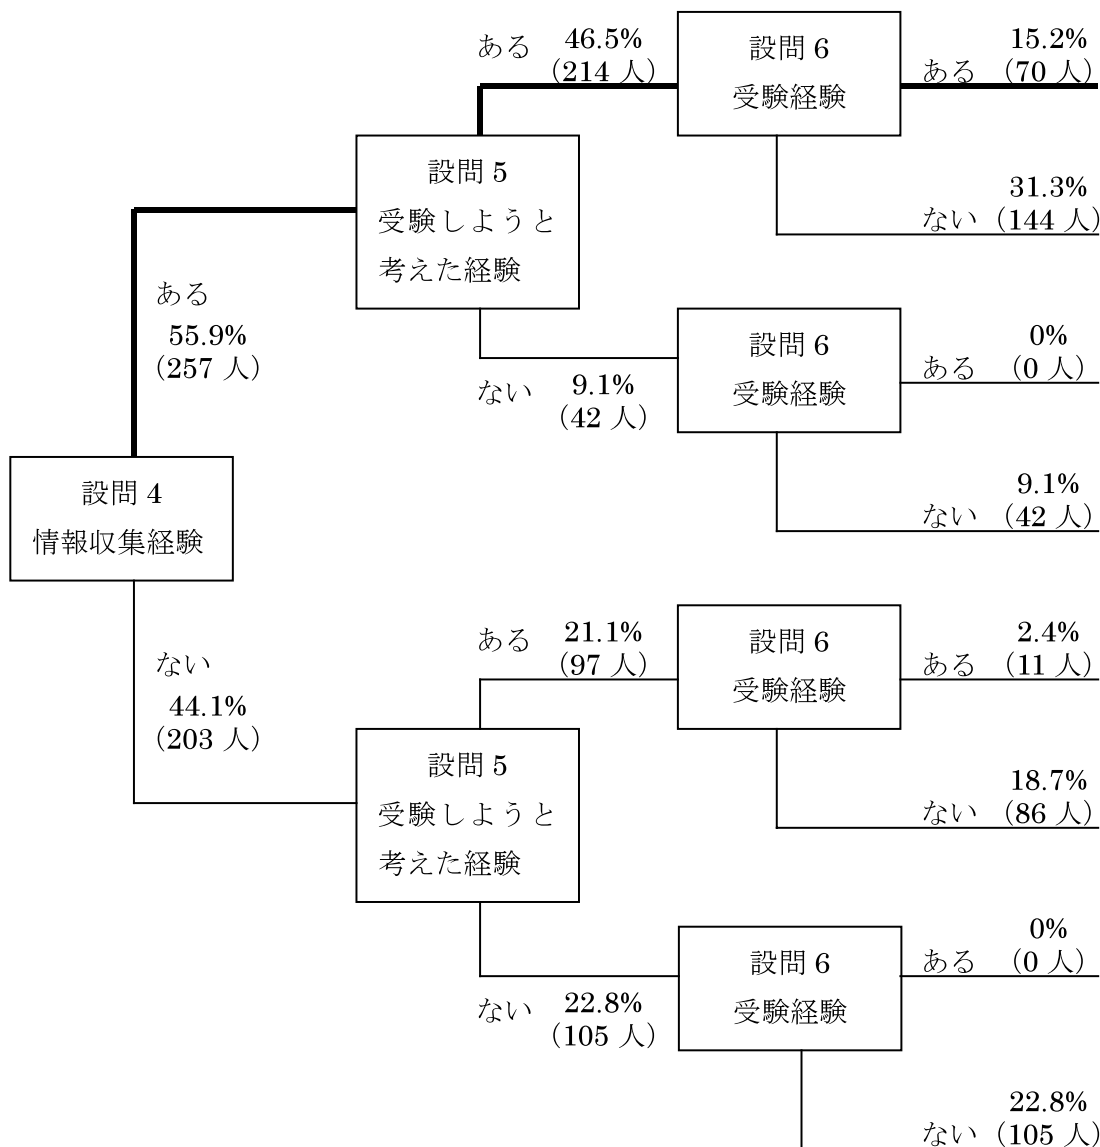 ある 46.5%
(214 人)
設問 6
受験経験
15.2%
ある (70 人)
31.3%
ない (144 人)
設問 5
受験しようと
考えた経験
ある
55.9%
(257 人)
ない 9.1%
(42 人)
設問 6
受験経験
0%
ある (0 人)
9.1%
ない (42 人)
設問 4
情報収集経験
ない
44.1%
(203 人)
ある 21.1%
(97 人)
設問 6
受験経験
2.4%
ある (11 人)
18.7%
ない (86 人)
設問 5
受験しようと
考えた経験
ない 22.8%
(105 人)
設問 6
受験経験
0%
ある (0 人)
22.8%
ない (105 人)